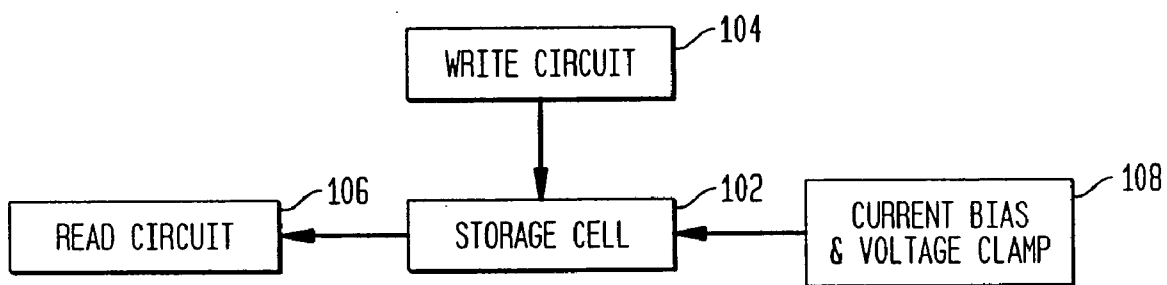 104
WRITE CIRCUIT
106
READ CIRCUIT
102
STORAGE CELL
108
CURRENT BIAS
& VOLTAGE CLAMP